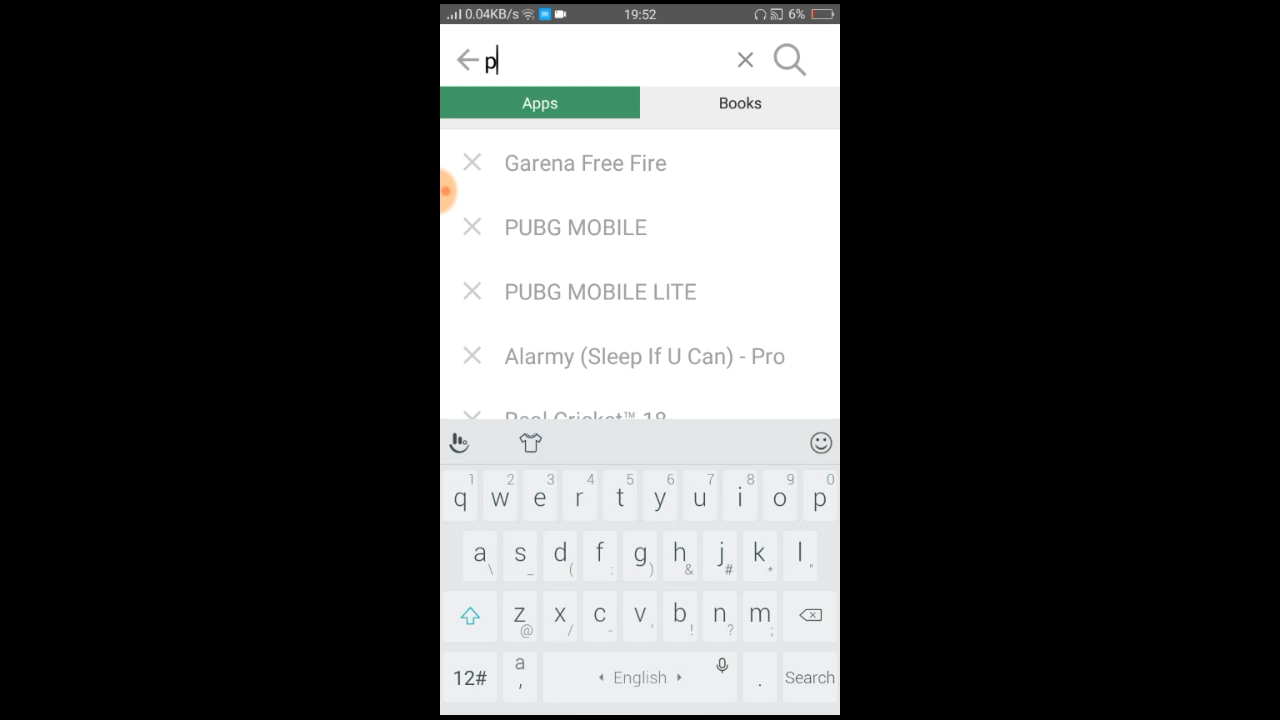 0.04KB/s 19:52 6%
p
Apps Books
Garena Free Fire
PUBG MOBILE
PUBG MOBILE LITE
Alarmy (Sleep If U Can) - Pro
Real Cricket™ 18
1 2 3 4 5 6 7 8 9 0
q w e r t y u i o p
a s d f g h j k l
\ _ ( : ) & # * "
z x c v b n m
@ / - ' ! ? ;
12# a , English . Search